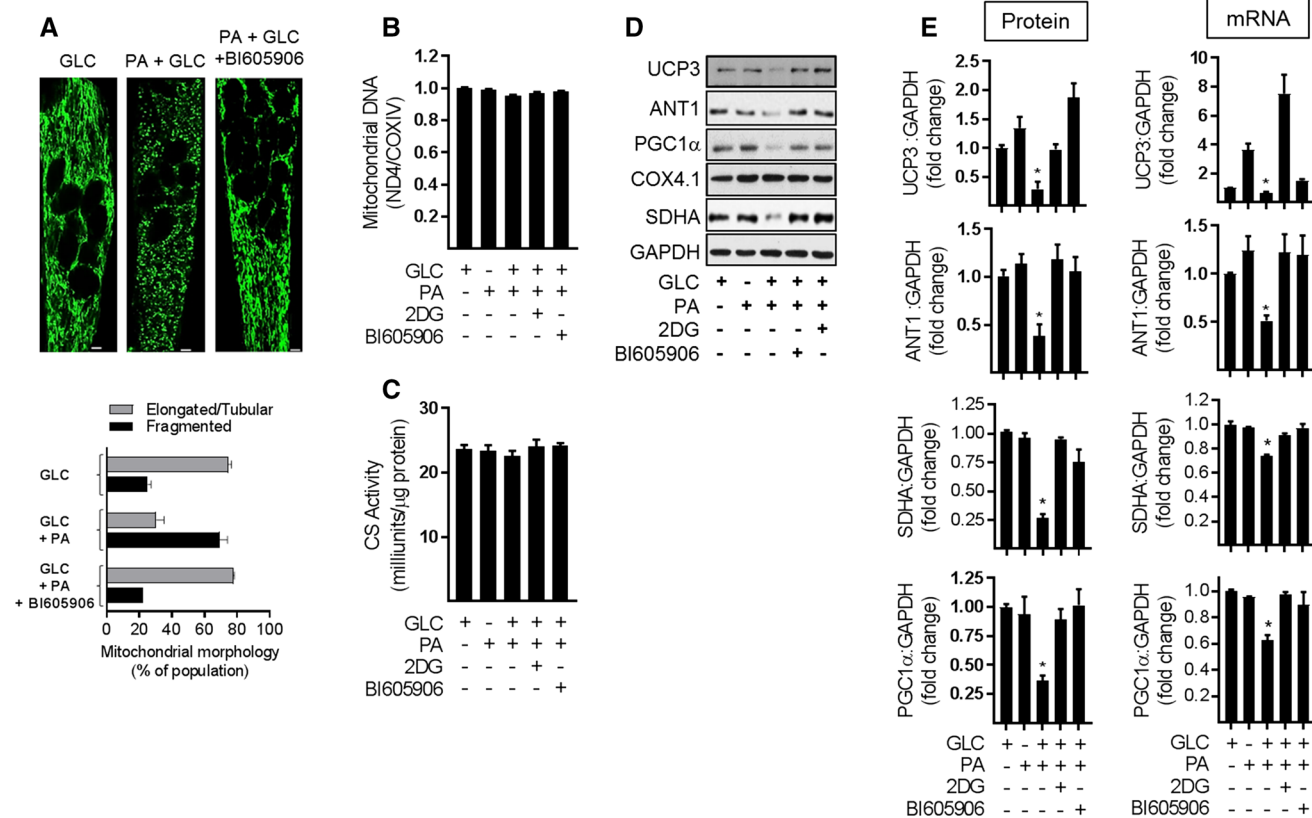 A
GLC
PA + GLC
PA + GLC
+BI605906
Elongated/Tubular
Fragmented
GLC
GLC
+ PA
GLC
+ PA
+ BI605906
0 20 40 60 80 100
Mitochondrial morphology
(% of population)
B
Mitochondrial DNA
(ND4/COXIV)
1.2
1.0
0.8
0.6
0.4
0.2
GLC + - + + +
PA - + + + +
2DG - - - + -
BI605906 - - - - +
C
CS Activity
(milliunits/µg protein)
30
20
10
GLC + - + + +
PA - + + + +
2DG - - - + -
BI605906 - - - - +
D
UCP3
ANT1
PGC1α
COX4.1
SDHA
GAPDH
GLC + - + + +
PA - + + + +
2DG - - - - +
BI605906 - - - + -
E
Protein
UCP3 :GAPDH
(fold change)
2.5
2.0
1.5
1.0
0.5
*
ANT1 :GAPDH
(fold change)
1.5
1.0
0.5
*
SDHA:GAPDH
(fold change)
1.25
1.00
0.75
0.50
0.25
*
PGC1α:GAPDH
(fold change)
1.25
1.00
0.75
0.50
0.25
*
GLC + - + + +
PA - + + + +
2DG - - - + -
BI605906 - - - - +
mRNA
UCP3:GAPDH
(fold change)
10
8
6
4
2
*
ANT1:GAPDH
(fold change)
1.5
1.0
0.5
*
SDHA:GAPDH
(fold change)
1.2
1.0
0.8
0.6
0.4
0.2
*
PGC1α:GAPDH
(fold change)
1.0
0.8
0.6
0.4
0.2
*
GLC + - + + +
PA - + + + +
2DG - - - + -
BI605906 - - - - +